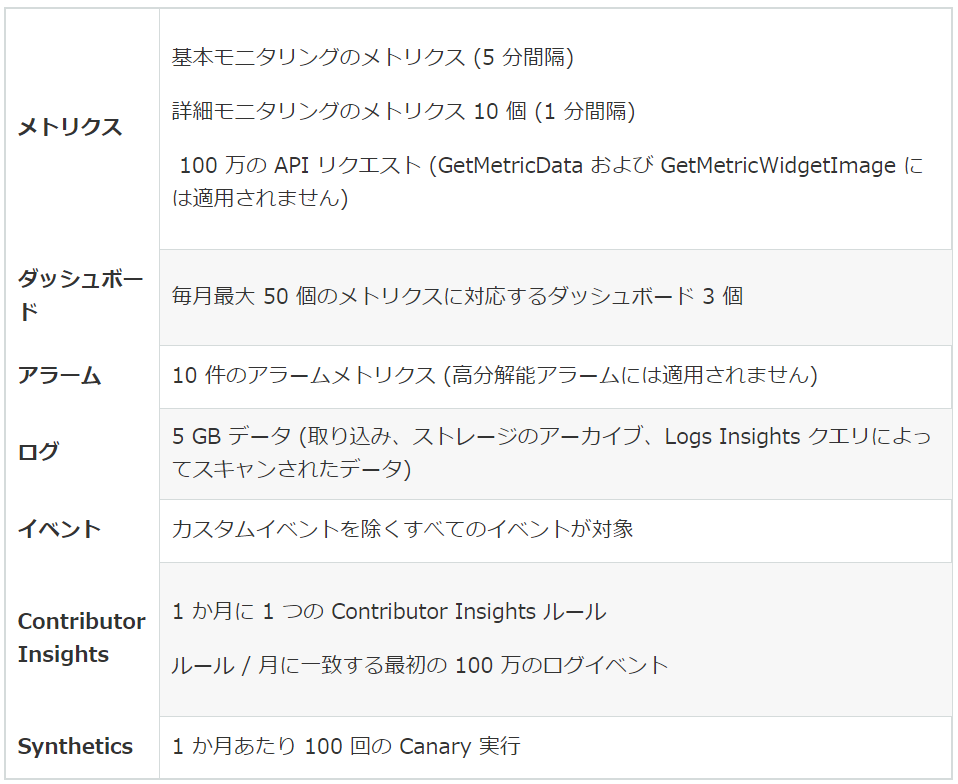 メトリクス
基本モニタリングのメトリクス (5 分間隔)
詳細モニタリングのメトリクス 10 個 (1 分間隔)
100 万の API リクエスト (GetMetricData および GetMetricWidgetImage に
は適用されません)
ダッシュボー
ド
毎月最大 50 個のメトリクスに対応するダッシュボード 3 個
アラーム
10 件のアラームメトリクス (高分解能アラームには適用されません)
ログ
5 GB データ (取り込み、ストレージのアーカイブ、Logs Insights クエリによっ
てスキャンされたデータ)
イベント
カスタムイベントを除くすべてのイベントが対象
Contributor
Insights
1 か月に 1 つの Contributor Insights ルール
ルール / 月に一致する最初の 100 万のログイベント
Synthetics
1 か月あたり 100 回の Canary 実行